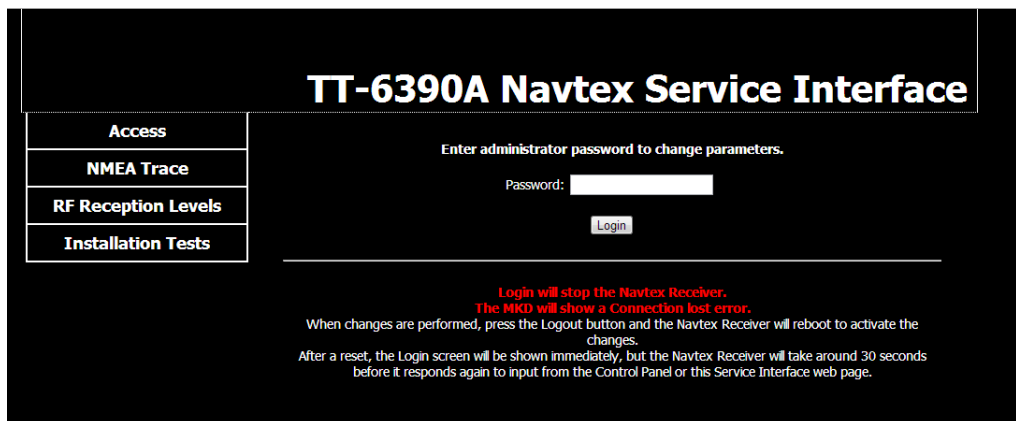 TT-6390A Navtex Service Interface
Access
NMEA Trace
RF Reception Levels
Installation Tests
Enter administrator password to change parameters.
Password:
Login
Login will stop the Navtex Receiver.
The MKD will show a Connection lost error.
When changes are performed, press the Logout button and the Navtex Receiver will reboot to activate the
changes.
After a reset, the Login screen will be shown immediately, but the Navtex Receiver will take around 30 seconds
before it responds again to input from the Control Panel or this Service Interface web page.